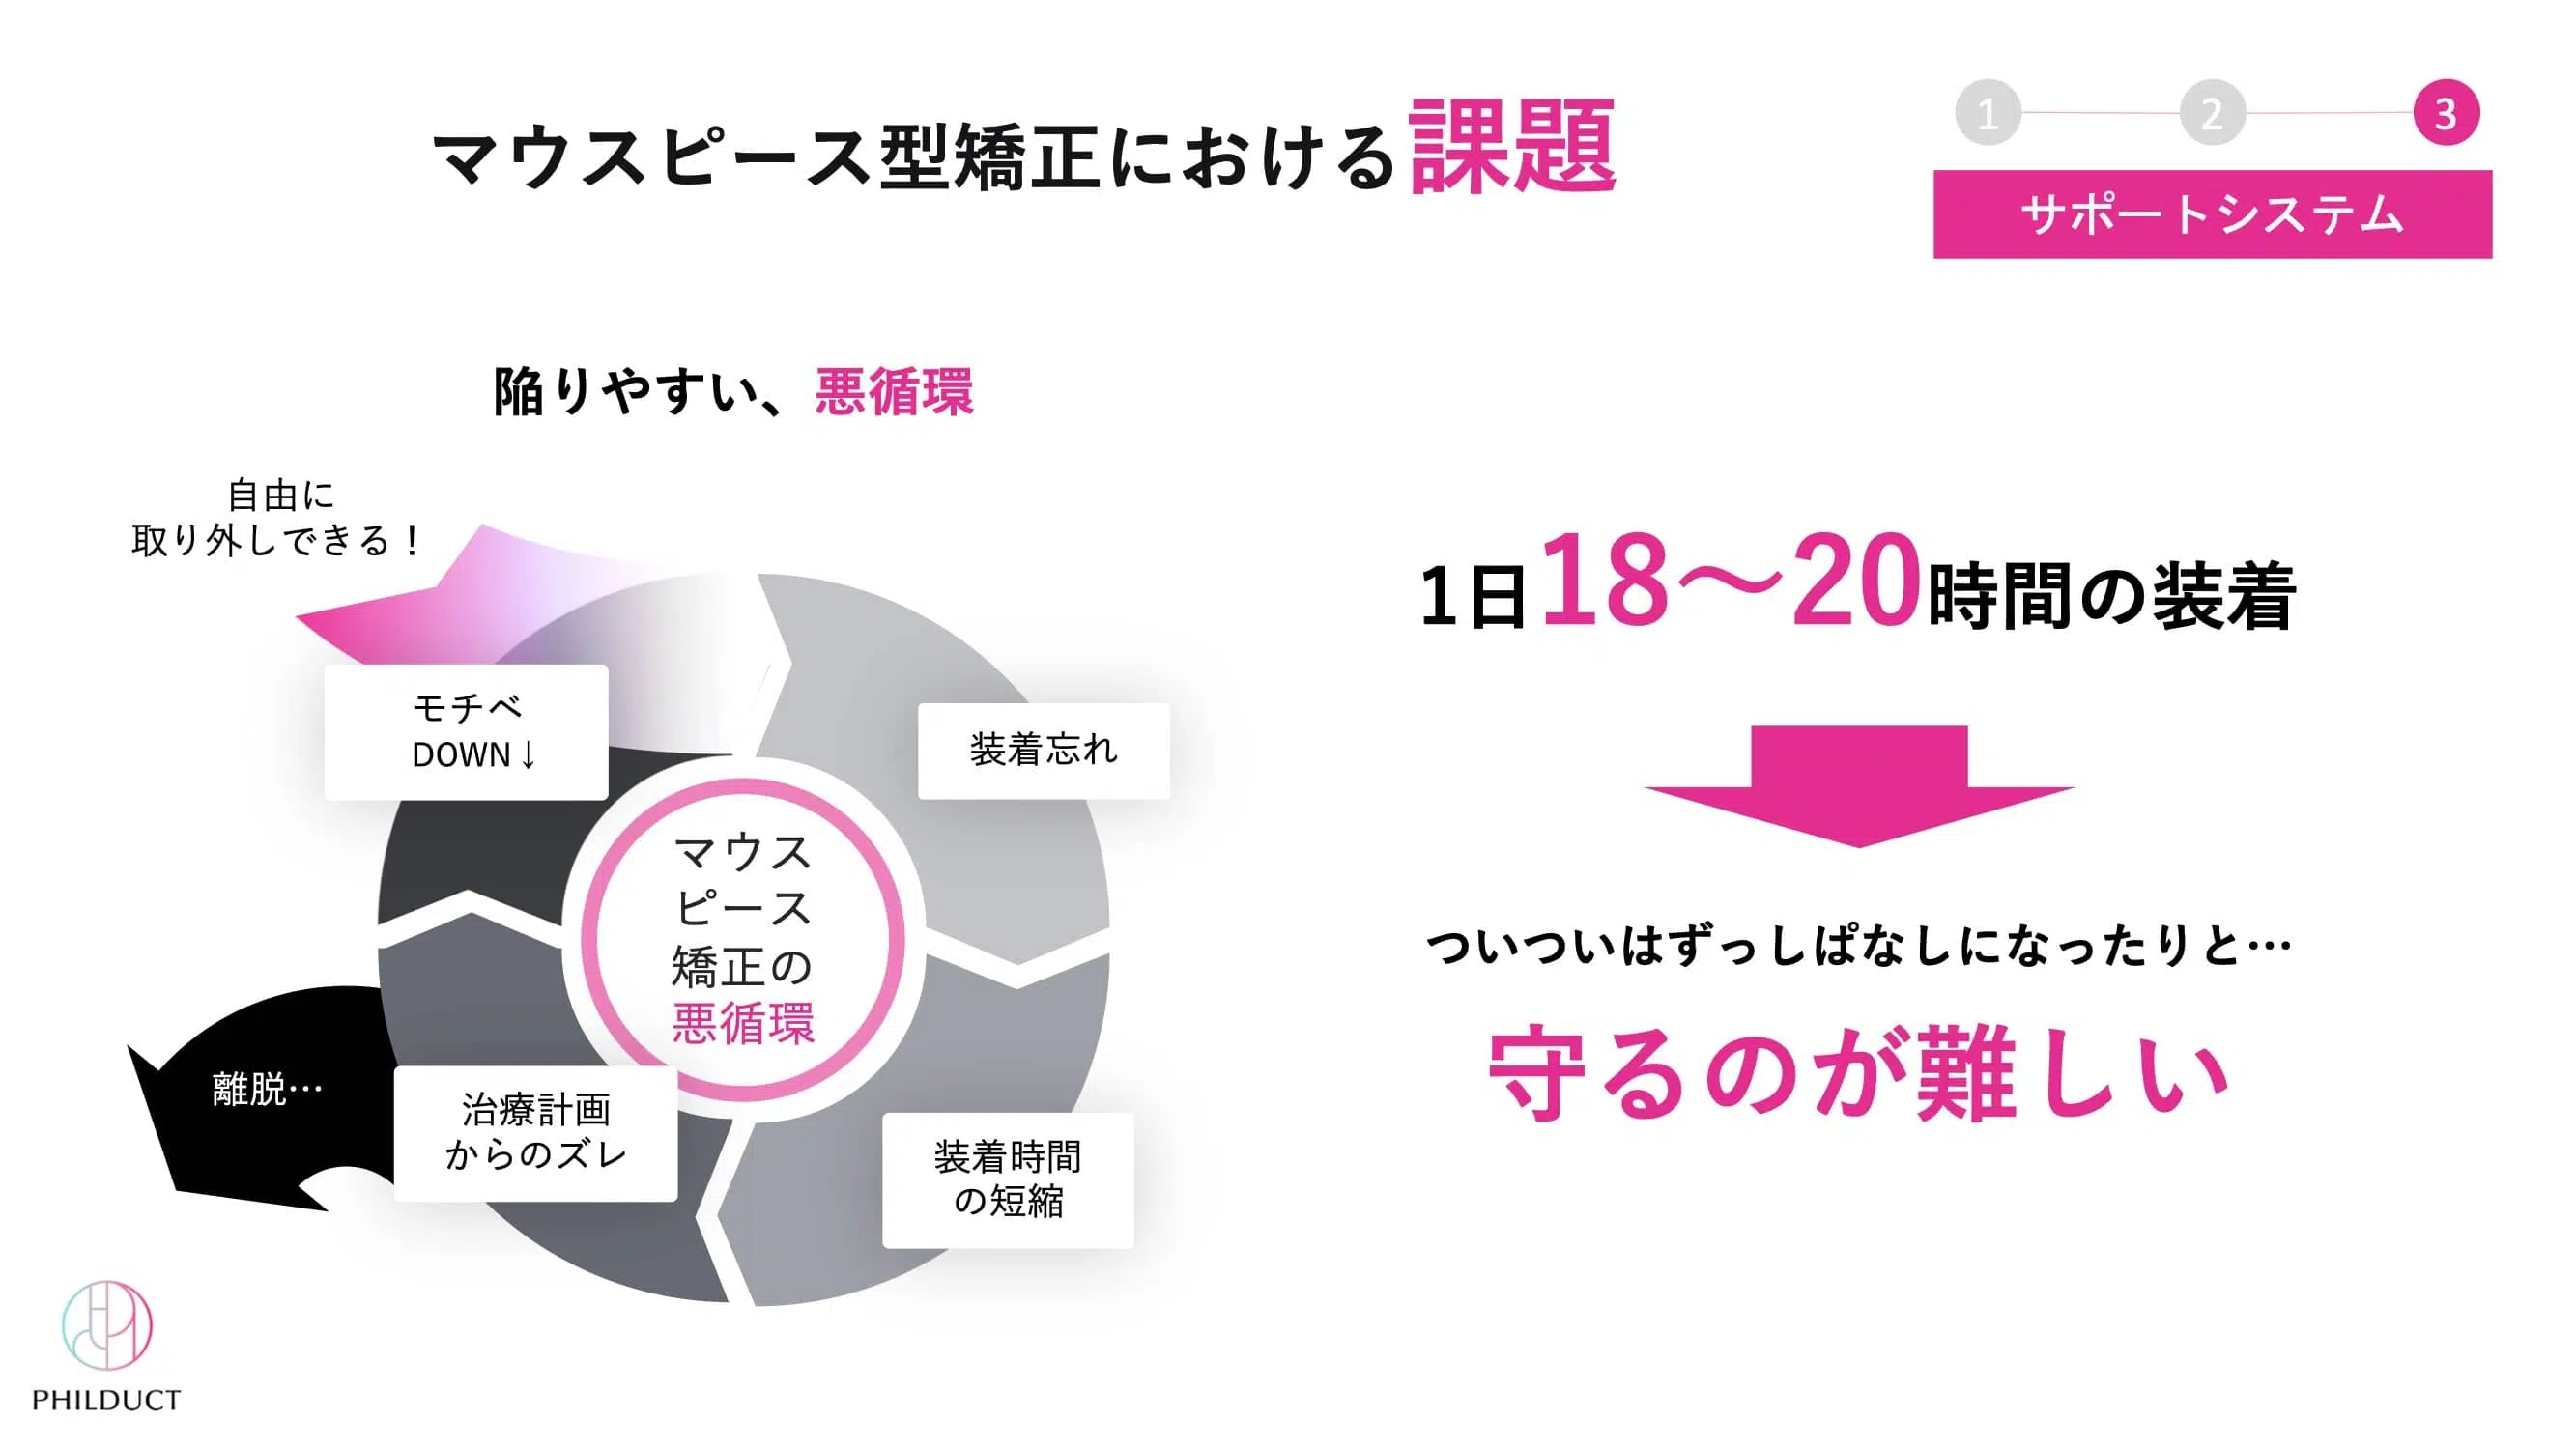 マウスピース型矯正における課題
1
2
3
サポートシステム
陥りやすい、悪循環
自由に
取り外しできる！
モチベ
DOWN↓
装着忘れ
マウス
ピース
矯正の
悪循環
離脱…
治療計画
からのズレ
装着時間
の短縮
1日18〜20時間の装着
ついついはずっしぱなしになったりと…
守るのが難しい
PHILDUCT